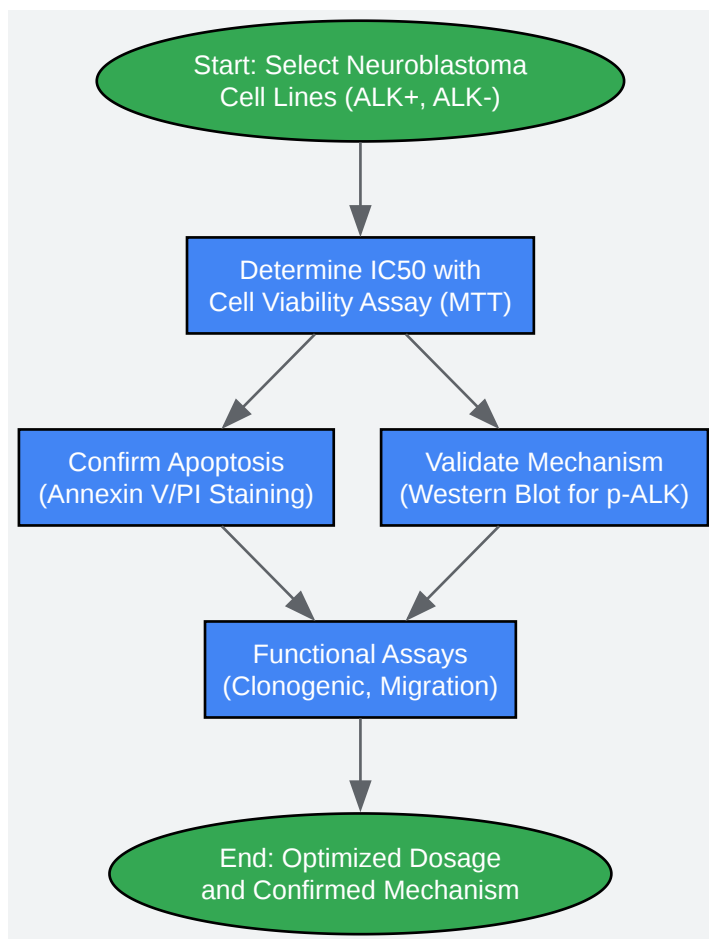 Start: Select Neuroblastoma
Cell Lines (ALK+, ALK-)
Determine IC50 with
Cell Viability Assay (MTT)
Confirm Apoptosis
(Annexin V/PI Staining)
Validate Mechanism
(Western Blot for p-ALK)
Functional Assays
(Clonogenic, Migration)
End: Optimized Dosage
and Confirmed Mechanism